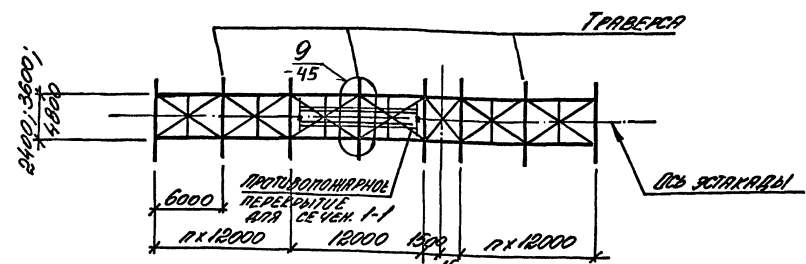 Траверса
9
-45
2400; 3600;
4800
Противопожарное
перекрытие
для сечен. 1-1
Ось эстакады
6000
n×12000
12000
1500
n×12000